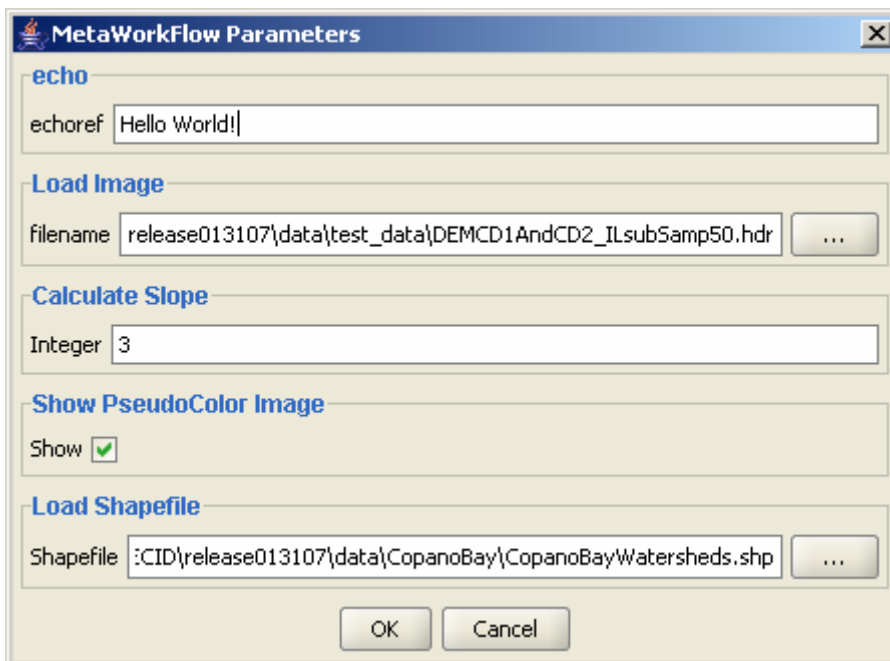 MetaWorkFlow Parameters
echo
echoref Hello World!
Load Image
filename release013107\data\test_data\DEMCD1AndCD2_ILsubSamp50.hdr ...
Calculate Slope
Integer 3
Show PseudoColor Image
Show
Load Shapefile
Shapefile :CID\release013107\data\CopanoBay\CopanoBayWatersheds.shp ...
OK Cancel